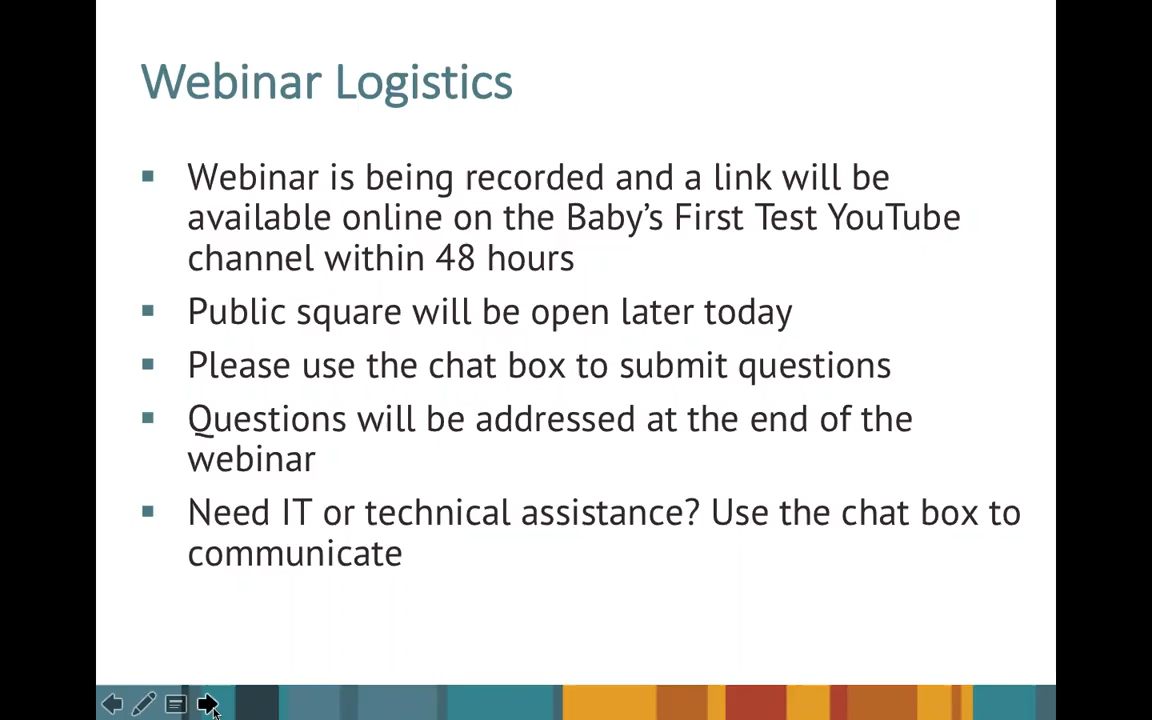 Webinar Logistics
▪ Webinar is being recorded and a link will be
available online on the Baby’s First Test YouTube
channel within 48 hours
▪ Public square will be open later today
▪ Please use the chat box to submit questions
▪ Questions will be addressed at the end of the
webinar
▪ Need IT or technical assistance? Use the chat box to
communicate